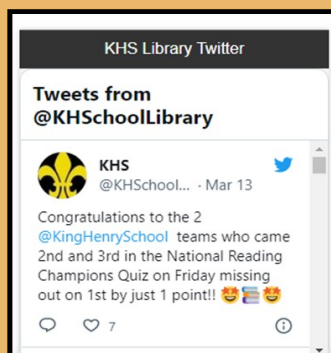 KHS Library Twitter
Tweets from
@KHSchoolLibrary
KHS
@KHSchool... · Mar 13
Congratulations to the 2
@KingHenrySchool teams who came
2nd and 3rd in the National Reading
Champions Quiz on Friday missing
out on 1st by just 1 point!! 🤩📚🤩
7